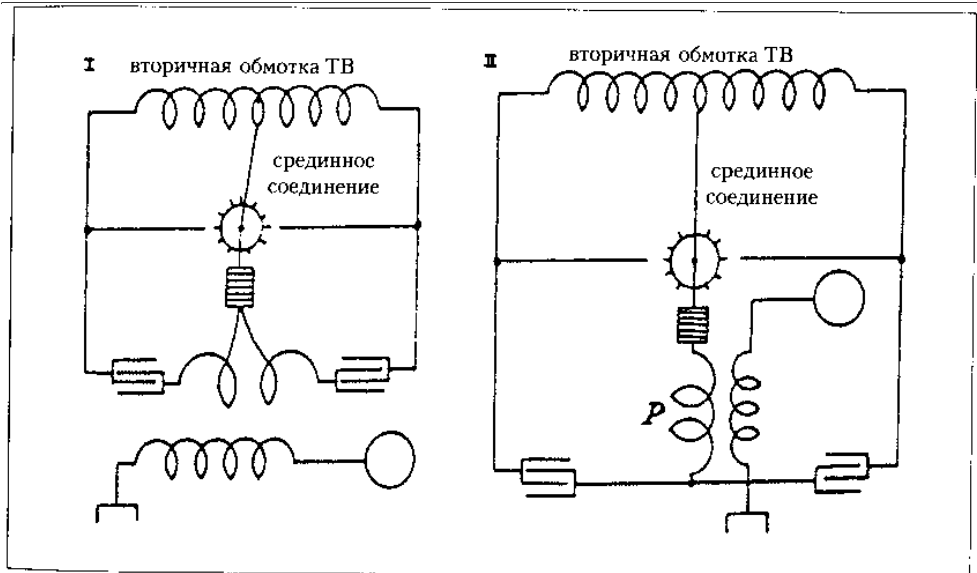 I вторичная обмотка ТВ
срединное
соединение
II вторичная обмотка ТВ
срединное
соединение
P